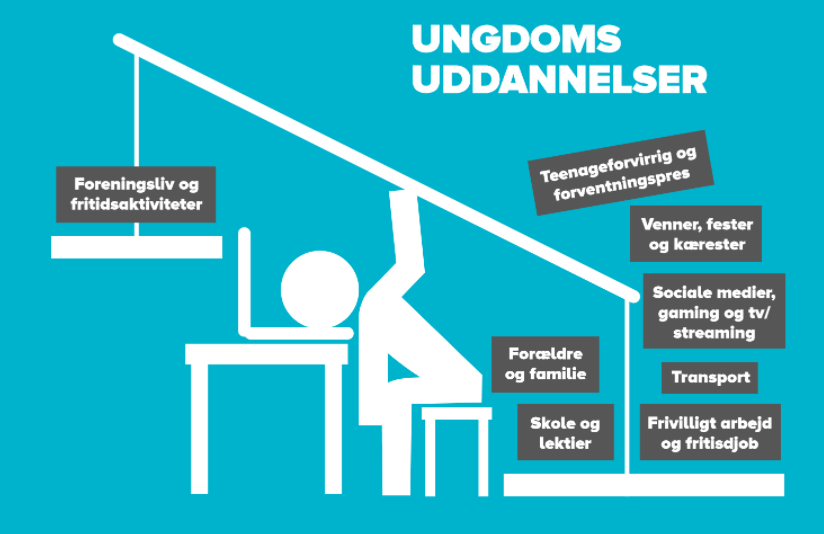 UNGDOMS
UDDANNELSER
Foreningsliv og
fritidsaktiviteter
Teenageforvirrig og
forventningspres
Venner, fester
og kærester
Sociale medier,
gaming og tv/
streaming
Forældre
og familie
Transport
Skole og
lektier
Frivilligt arbejd
og fritisdjob